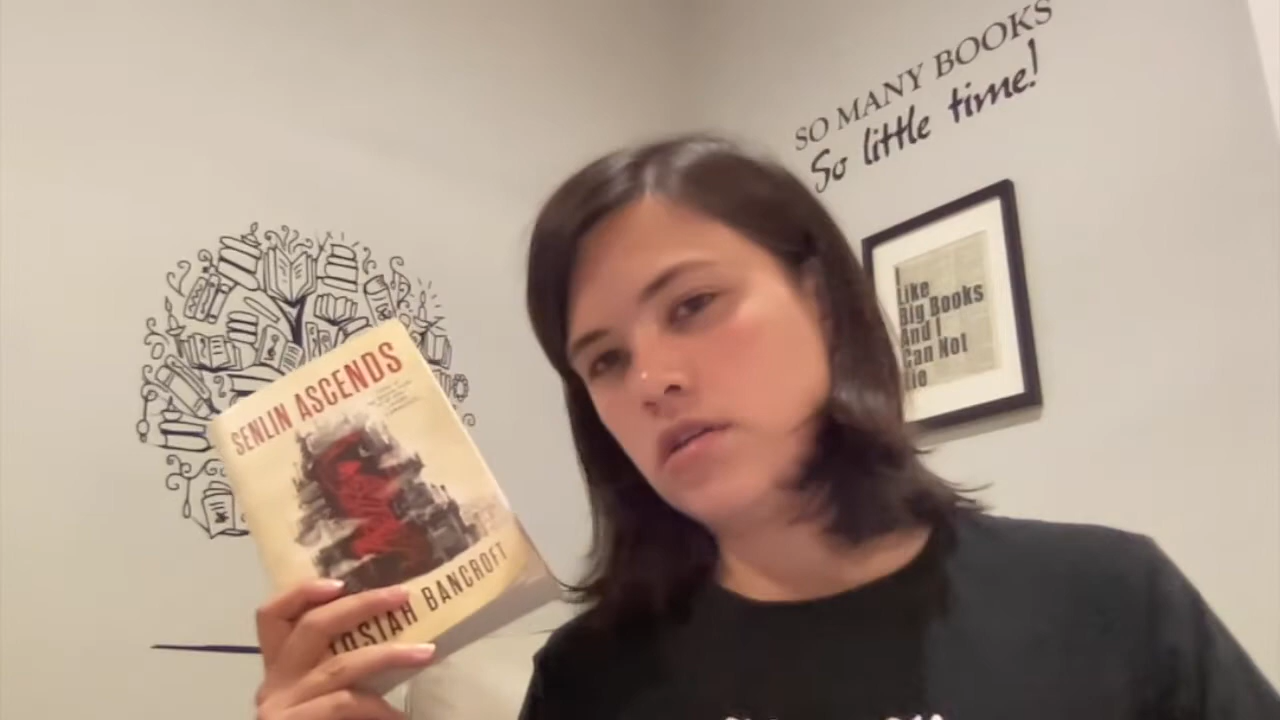 SO MANY BOOKS
So little time!
I
Like
Big Books
And I
Can Not
Lie
SENLIN ASCENDS
JOSIAH BANCROFT